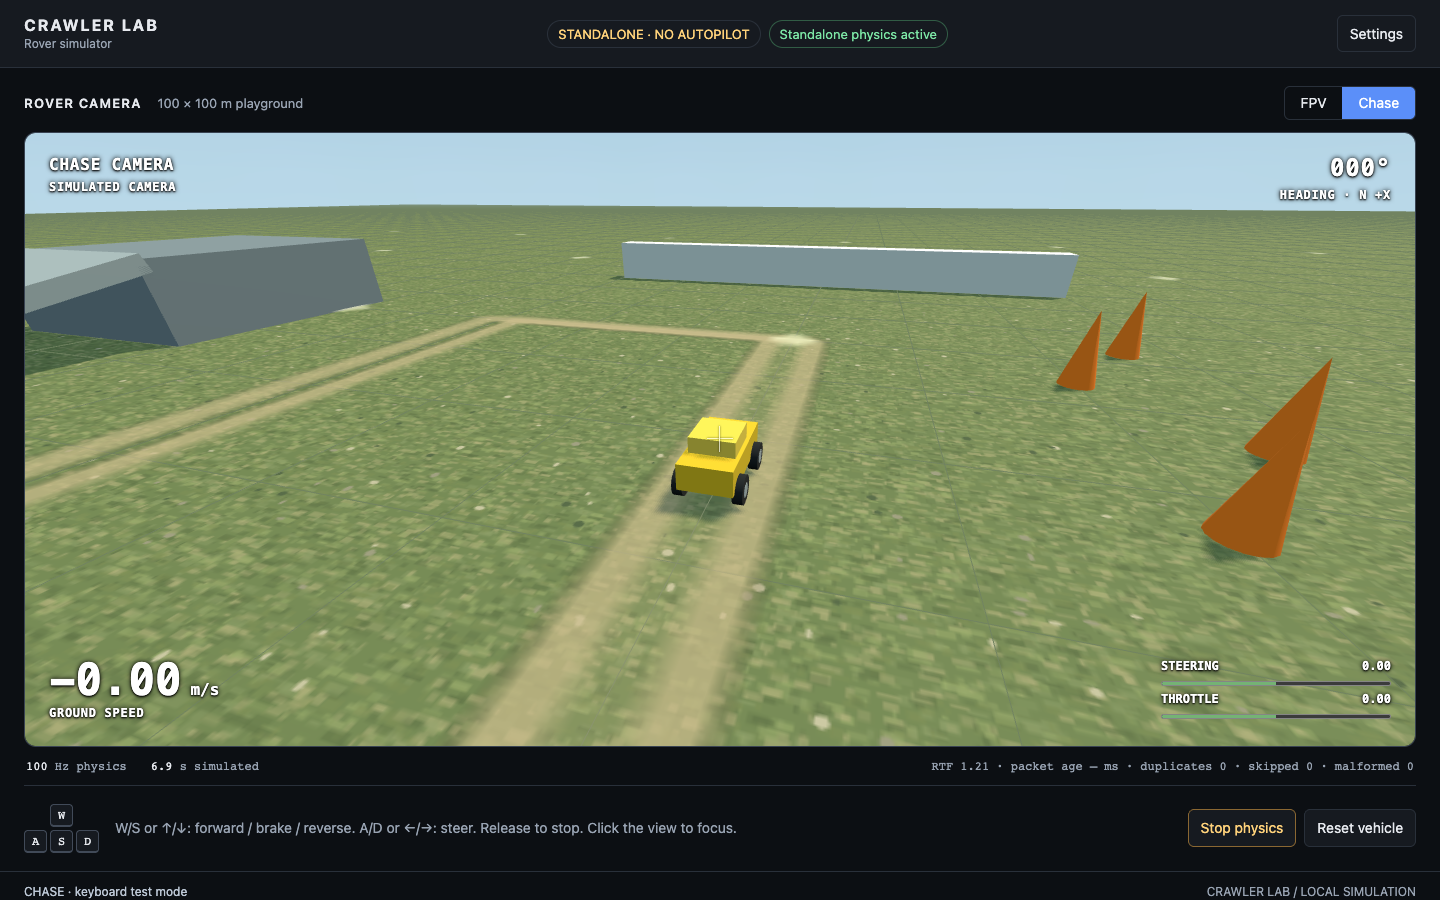 CRAWLER LAB
Rover simulator
STANDALONE · NO AUTOPILOT
Standalone physics active
Settings
ROVER CAMERA 100 × 100 m playground
FPV
Chase
CHASE CAMERA
SIMULATED CAMERA
000°
HEADING · N +X
−0.00 m/s
GROUND SPEED
STEERING 0.00
THROTTLE 0.00
100 Hz physics 6.9 s simulated
RTF 1.21 · packet age — ms · duplicates 0 · skipped 0 · malformed 0
W
A S D
W/S or ↑/↓: forward / brake / reverse. A/D or ←/→: steer. Release to stop. Click the view to focus.
Stop physics
Reset vehicle
CHASE · keyboard test mode
CRAWLER LAB / LOCAL SIMULATION